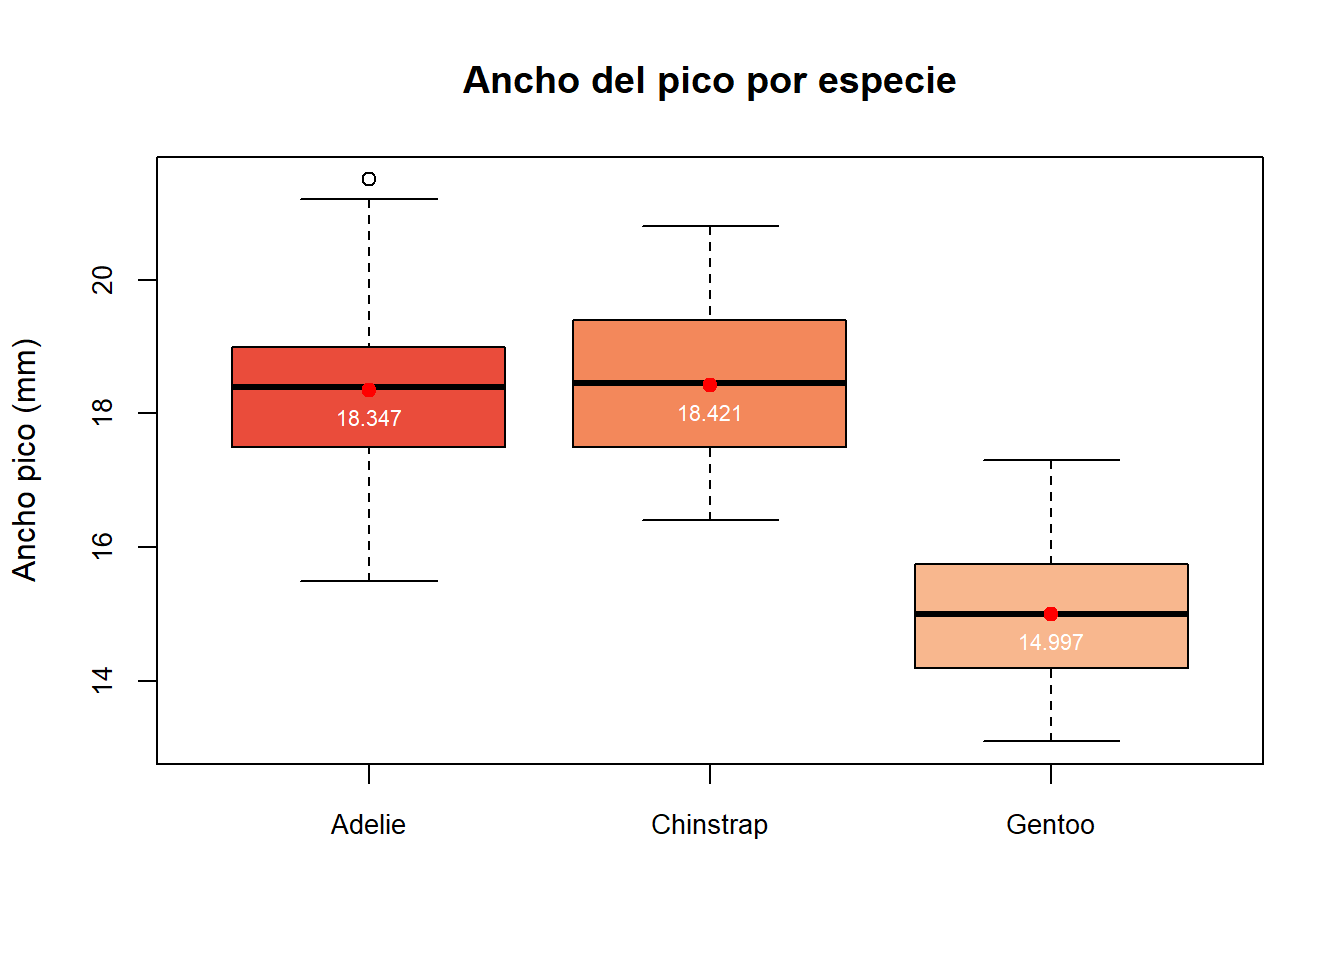 Ancho del pico por especie
Ancho pico (mm)
20
18
16
14
18.347
18.421
14.997
Adelie
Chinstrap
Gentoo